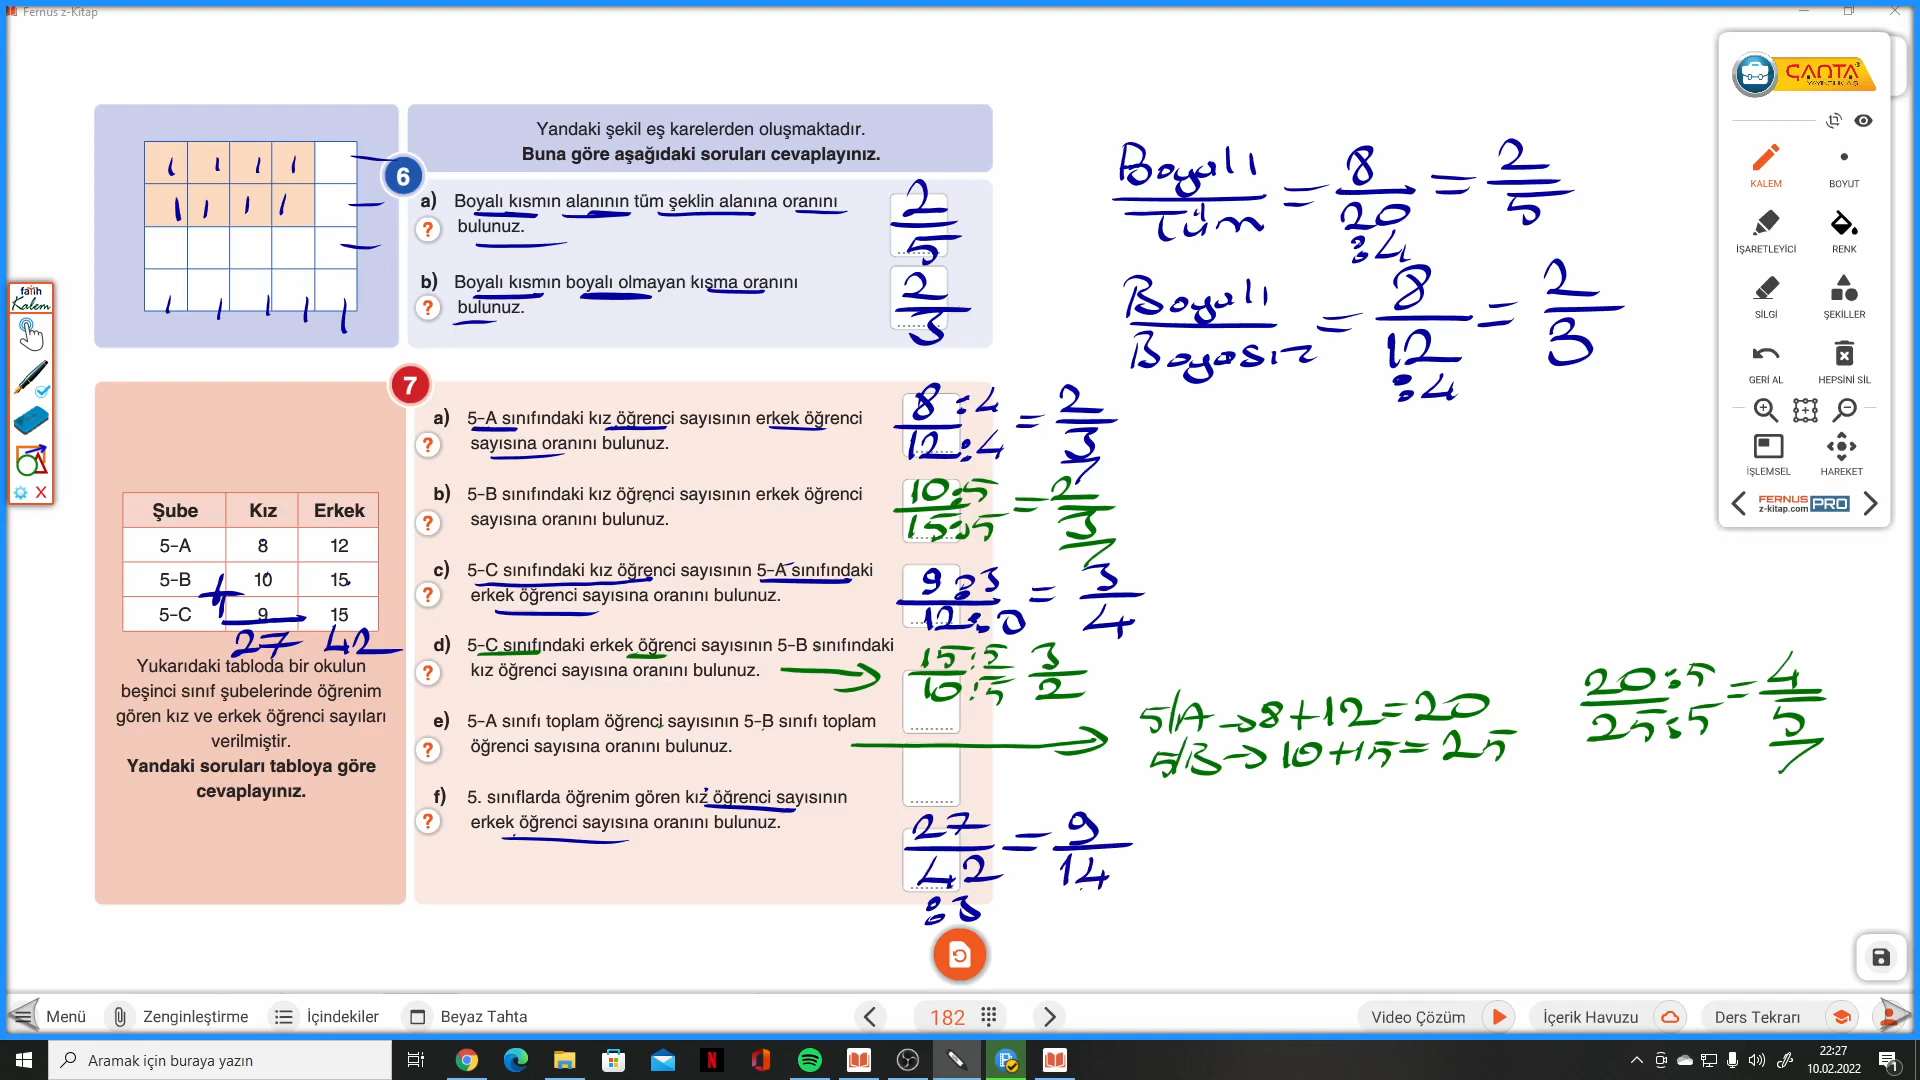 Fernus z-Kitap
Yandaki şekil eş karelerden oluşmaktadır.
Buna göre aşağıdaki soruları cevaplayınız.
6
a) Boyalı kısmın alanının tüm şeklin alanına oranını
? bulunuz.
2/5
b) Boyalı kısmın boyalı olmayan kısma oranını
? bulunuz.
2/3
Boyalı/Tüm = 8/20 = 2/5
:4
Boyalı/Boyasız = 8/12 = 2/3
:4
7
a) 5-A sınıfındaki kız öğrenci sayısının erkek öğrenci
? sayısına oranını bulunuz.
8:4/12:4 = 2/3
b) 5-B sınıfındaki kız öğrenci sayısının erkek öğrenci
? sayısına oranını bulunuz.
10:5/15:5 = 2/3
c) 5-C sınıfındaki kız öğrenci sayısının 5-A sınıfındaki
? erkek öğrenci sayısına oranını bulunuz.
9:3/12:3 = 3/4
d) 5-C sınıfındaki erkek öğrenci sayısının 5-B sınıfındaki
? kız öğrenci sayısına oranını bulunuz.
15:5/10:5 3/2
e) 5-A sınıfı toplam öğrenci sayısının 5-B sınıfı toplam
? öğrenci sayısına oranını bulunuz.
5/A → 8+12=20
5/B → 10+15=25
20:5/25:5 = 4/5
f) 5. sınıflarda öğrenim gören kız öğrenci sayısının
? erkek öğrenci sayısına oranını bulunuz.
27/42 = 9/14
:3
Şube Kız Erkek
5-A 8 12
5-B 10 15
5-C 9 15
+
27 42
Yukarıdaki tabloda bir okulun
beşinci sınıf şubelerinde öğrenim
gören kız ve erkek öğrenci sayıları
verilmiştir.
Yandaki soruları tabloya göre
cevaplayınız.
fatih
Kalem
X
ÇANTA
KALEM BOYUT
İŞARETLEYİCİ RENK
SİLGİ ŞEKİLLER
GERİ AL HEPSİNİ SİL
İŞLEMSEL HAREKET
FERNUS
z-kitap.com PRO
Menü Zenginleştirme İçindekiler Beyaz Tahta 182 Video Çözüm İçerik Havuzu Ders Tekrarı
Aramak için buraya yazın
22:27
10.02.2022
1